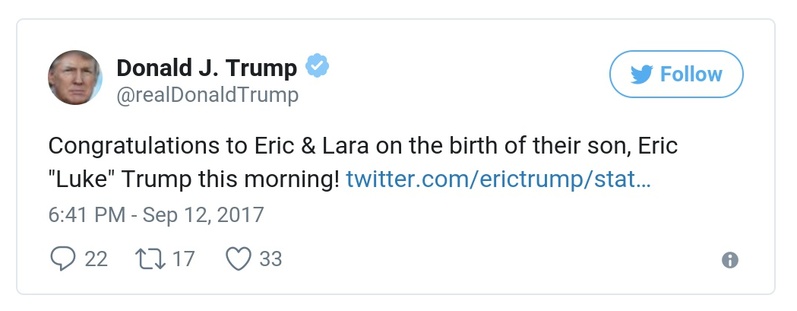 Donald J. Trump
@realDonaldTrump
Follow
Congratulations to Eric & Lara on the birth of their son, Eric
"Luke" Trump this morning! twitter.com/erictrump/stat…
6:41 PM - Sep 12, 2017
22 17 33